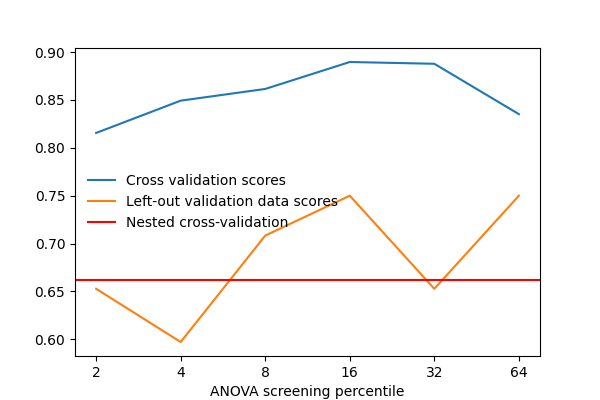 0.90
0.85
0.80
0.75
0.70
0.65
0.60
Cross validation scores
Left-out validation data scores
Nested cross-validation
2 4 8 16 32 64
ANOVA screening percentile